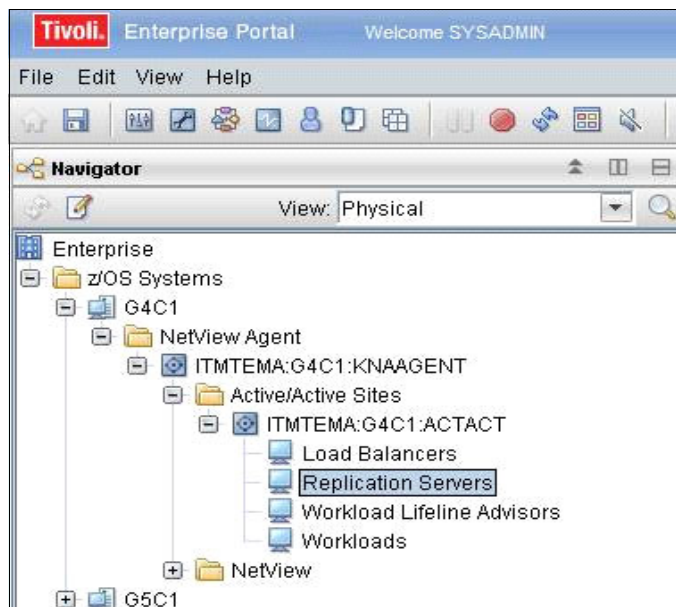 Tivoli. Enterprise Portal Welcome SYSADMIN
File Edit View Help
Navigator
View: Physical
Enterprise
z/OS Systems
G4C1
NetView Agent
ITMTEMA:G4C1:KNAAGENT
Active/Active Sites
ITMTEMA:G4C1:ACTACT
Load Balancers
Replication Servers
Workload Lifeline Advisors
Workloads
NetView
G5C1